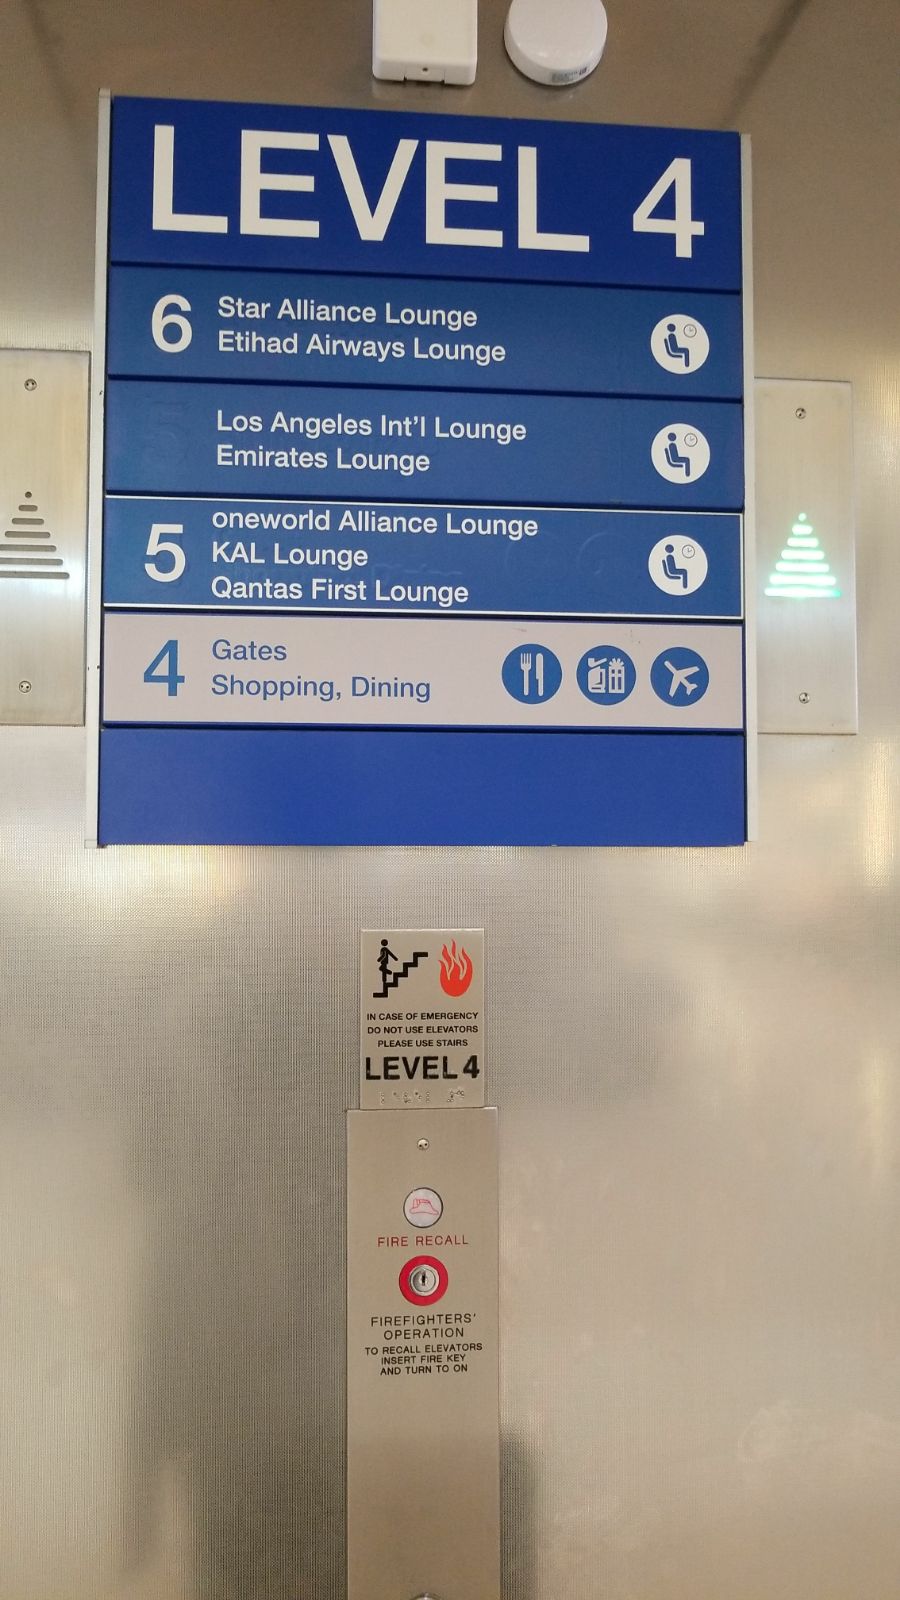 LEVEL 4
6 Star Alliance Lounge
Etihad Airways Lounge
Los Angeles Int'l Lounge
Emirates Lounge
5 oneworld Alliance Lounge
KAL Lounge
Qantas First Lounge
4 Gates
Shopping, Dining
IN CASE OF EMERGENCY
DO NOT USE ELEVATORS
PLEASE USE STAIRS
LEVEL 4
FIRE RECALL
FIREFIGHTERS'
OPERATION
TO RECALL ELEVATORS
INSERT FIRE KEY
AND TURN TO ON